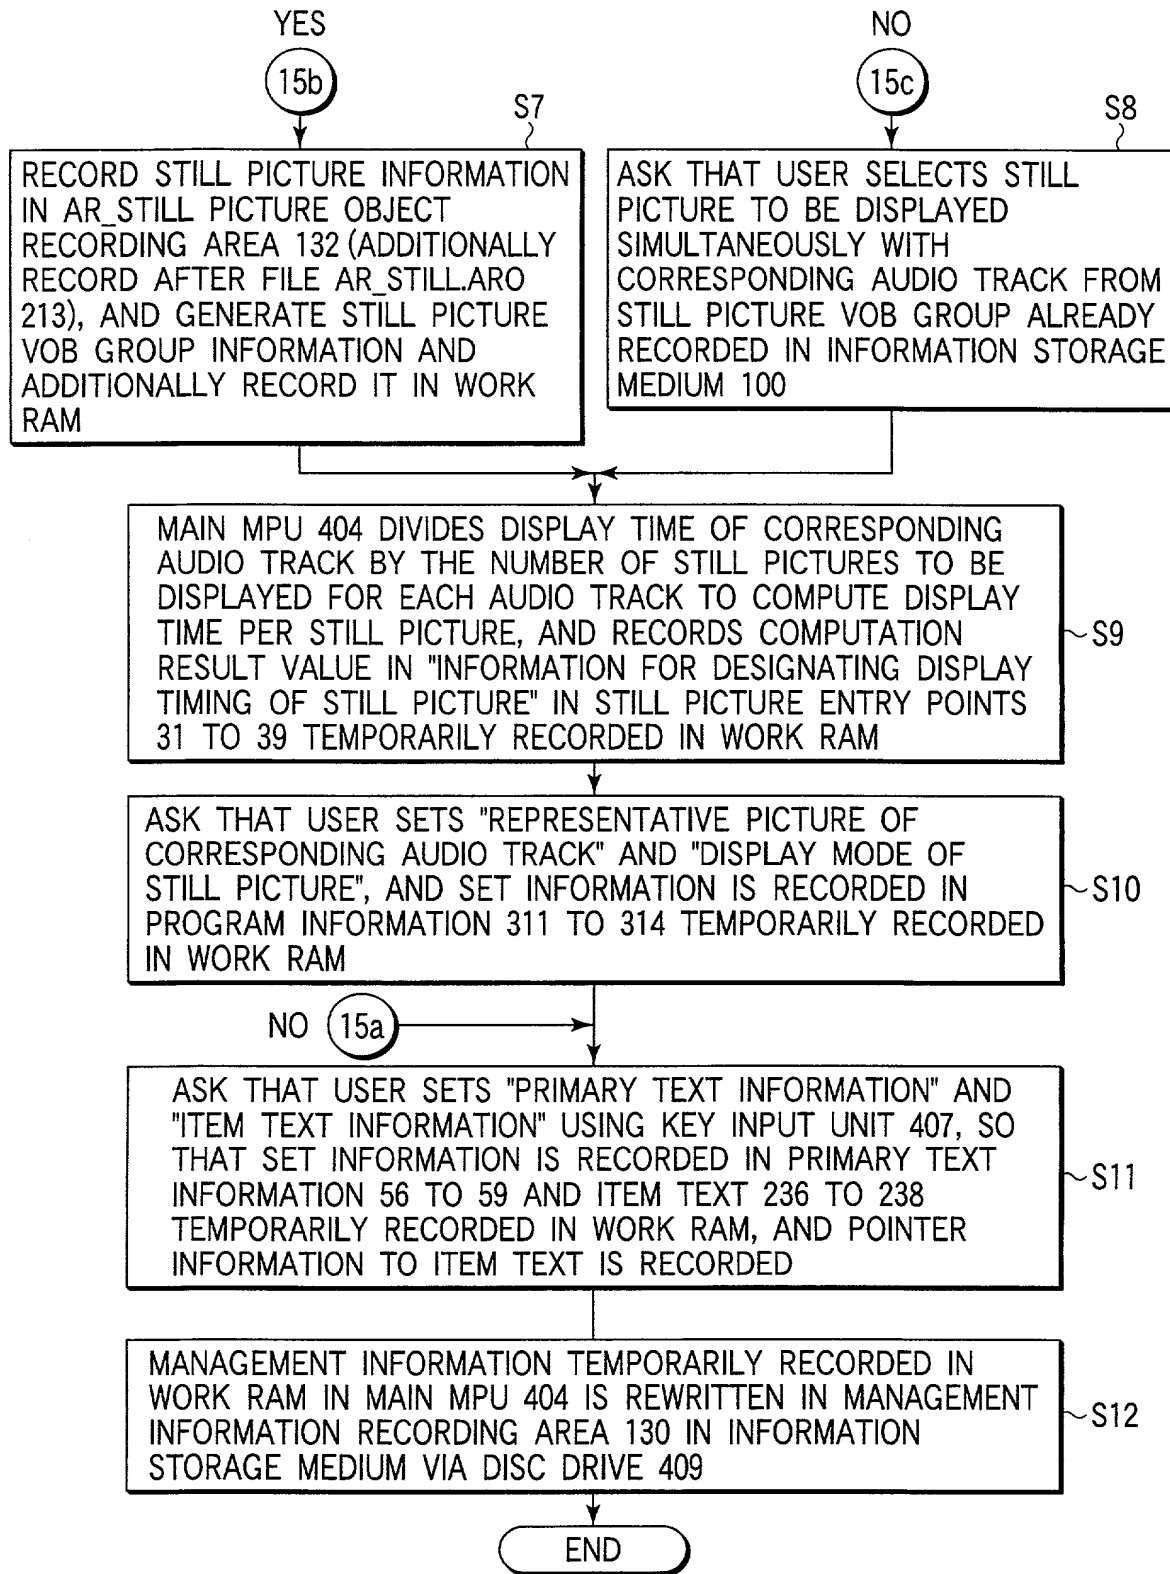 YES
15b
S7
RECORD STILL PICTURE INFORMATION
IN AR_STILL PICTURE OBJECT
RECORDING AREA 132 (ADDITIONALLY
RECORD AFTER FILE AR_STILL.ARO
213), AND GENERATE STILL PICTURE
VOB GROUP INFORMATION AND
ADDITIONALLY RECORD IT IN WORK
RAM
NO
15c
S8
ASK THAT USER SELECTS STILL
PICTURE TO BE DISPLAYED
SIMULTANEOUSLY WITH
CORRESPONDING AUDIO TRACK FROM
STILL PICTURE VOB GROUP ALREADY
RECORDED IN INFORMATION STORAGE
MEDIUM 100
MAIN MPU 404 DIVIDES DISPLAY TIME OF CORRESPONDING
AUDIO TRACK BY THE NUMBER OF STILL PICTURES TO BE
DISPLAYED FOR EACH AUDIO TRACK TO COMPUTE DISPLAY
TIME PER STILL PICTURE, AND RECORDS COMPUTATION
RESULT VALUE IN "INFORMATION FOR DESIGNATING DISPLAY
TIMING OF STILL PICTURE" IN STILL PICTURE ENTRY POINTS
31 TO 39 TEMPORARILY RECORDED IN WORK RAM
S9
ASK THAT USER SETS "REPRESENTATIVE PICTURE OF
CORRESPONDING AUDIO TRACK" AND "DISPLAY MODE OF
STILL PICTURE", AND SET INFORMATION IS RECORDED IN
PROGRAM INFORMATION 311 TO 314 TEMPORARILY RECORDED
IN WORK RAM
S10
NO 15a
ASK THAT USER SETS "PRIMARY TEXT INFORMATION" AND
"ITEM TEXT INFORMATION" USING KEY INPUT UNIT 407, SO
THAT SET INFORMATION IS RECORDED IN PRIMARY TEXT
INFORMATION 56 TO 59 AND ITEM TEXT 236 TO 238
TEMPORARILY RECORDED IN WORK RAM, AND POINTER
INFORMATION TO ITEM TEXT IS RECORDED
S11
MANAGEMENT INFORMATION TEMPORARILY RECORDED IN
WORK RAM IN MAIN MPU 404 IS REWRITTEN IN MANAGEMENT
INFORMATION RECORDING AREA 130 IN INFORMATION
STORAGE MEDIUM VIA DISC DRIVE 409
S12
END